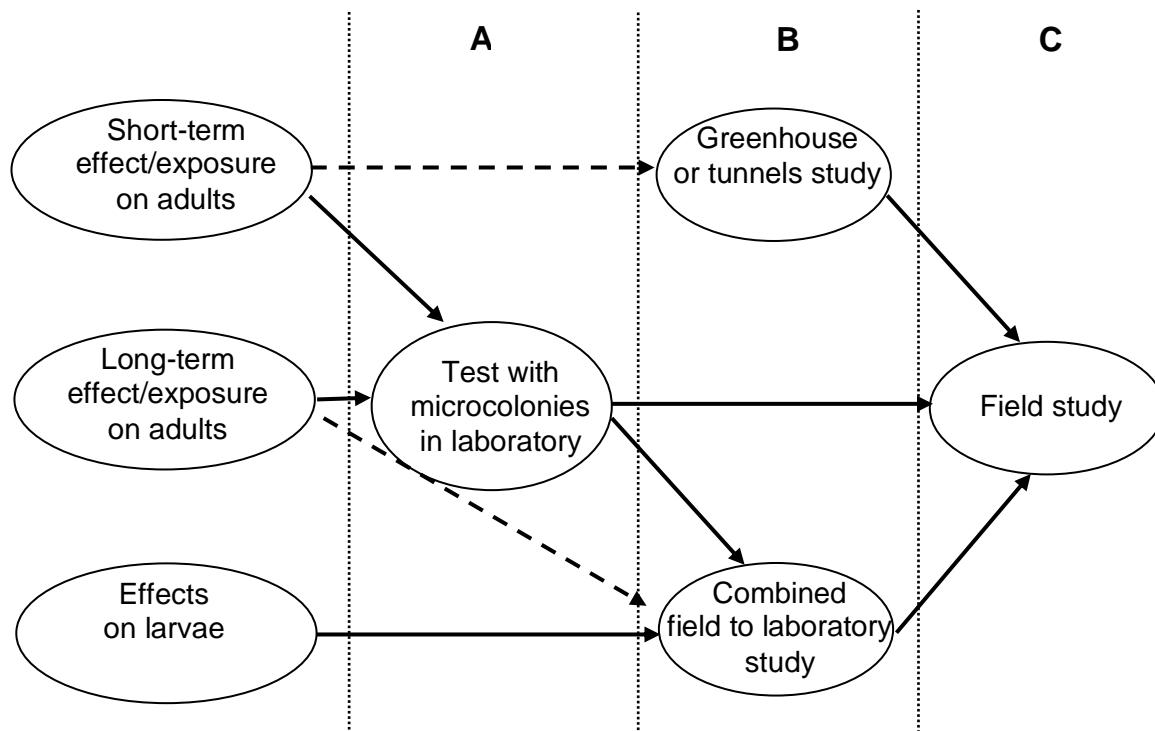 A
B
C
Short-term
effect/exposure
on adults
Greenhouse
or tunnels study
Long-term
effect/exposure
on adults
Test with
microcolonies
in laboratory
Field study
Effects
on larvae
Combined
field to laboratory
study